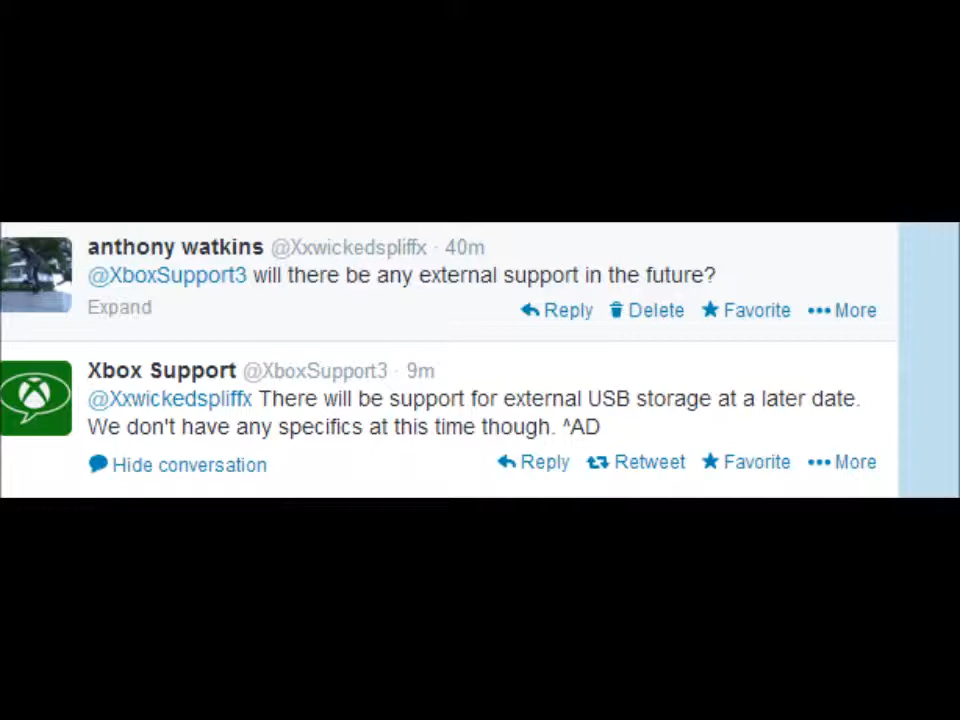 anthony watkins @Xxwickedspliffx · 40m
@XboxSupport3 will there be any external support in the future?
Expand Reply Delete Favorite More
Xbox Support @XboxSupport3 · 9m
@Xxwickedspliffx There will be support for external USB storage at a later date.
We don't have any specifics at this time though. ^AD
Hide conversation Reply Retweet Favorite More